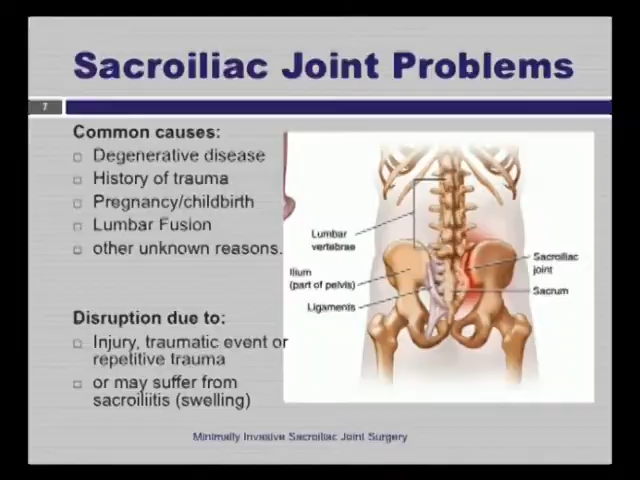 Sacroiliac Joint Problems
7
Common causes:
Degenerative disease
History of trauma
Pregnancy/childbirth
Lumbar Fusion
other unknown reasons.
Disruption due to:
Injury, traumatic event or
repetitive trauma
or may suffer from
sacroiliitis (swelling)
Lumbar
vertebrae
Ilium
(part of pelvis)
Ligaments
Sacroiliac
joint
Sacrum
Minimally Invasive Sacroiliac Joint Surgery